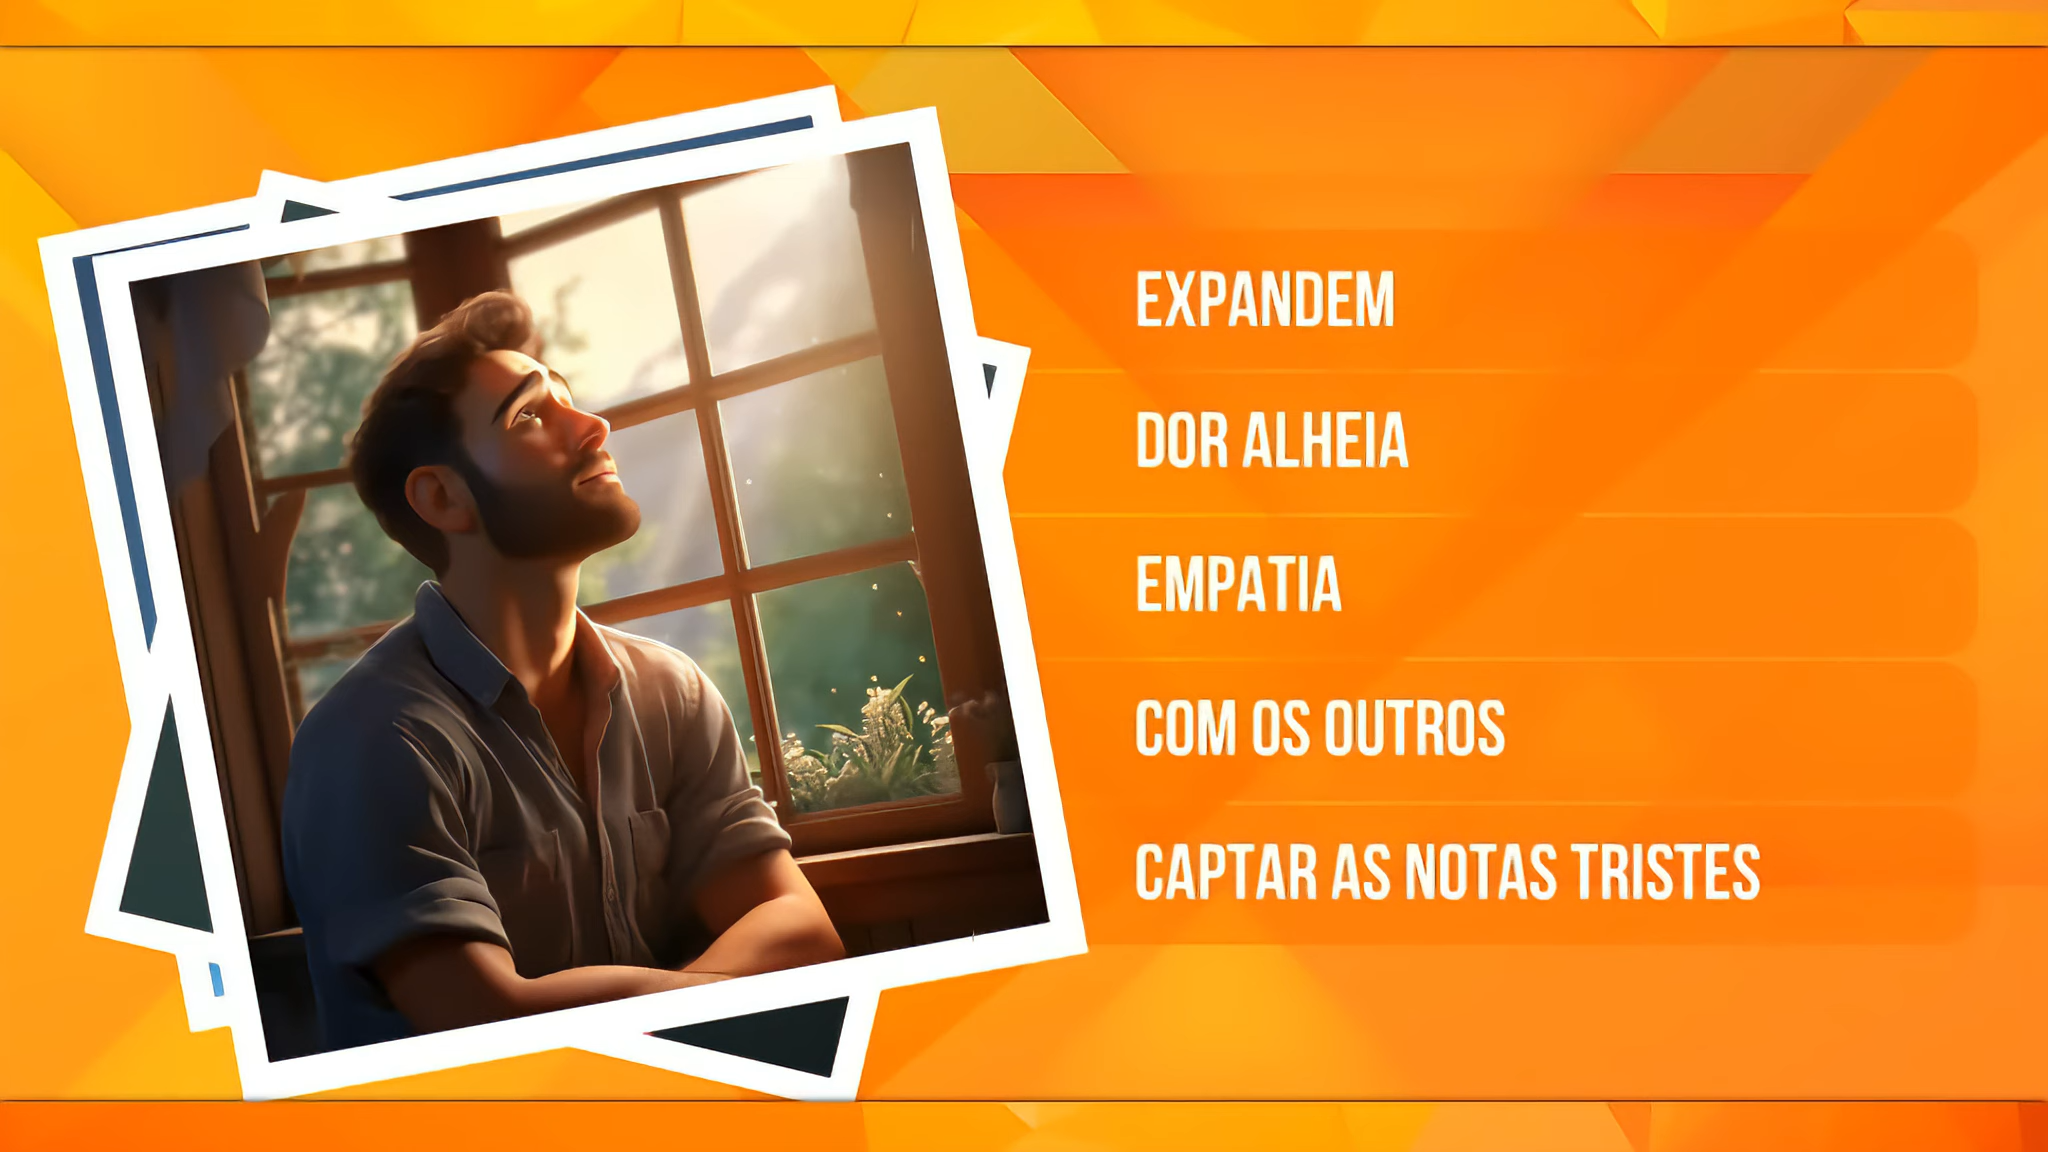 EXPANDEM
DOR ALHEIA
EMPATIA
COM OS OUTROS
CAPTAR AS NOTAS TRISTES